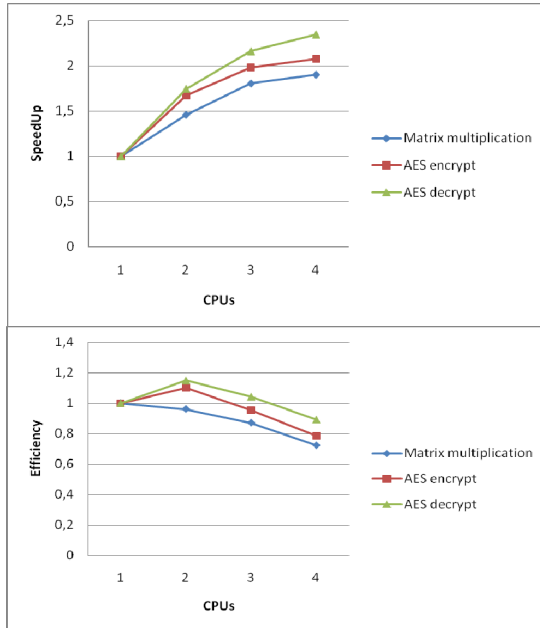 2,5
2
1,5
1
0,5
0
SpeedUp
1 2 3 4
CPUs
Matrix multiplication
AES encrypt
AES decrypt
1,4
1,2
1
0,8
0,6
0,4
0,2
0
Efficiency
1 2 3 4
CPUs
Matrix multiplication
AES encrypt
AES decrypt